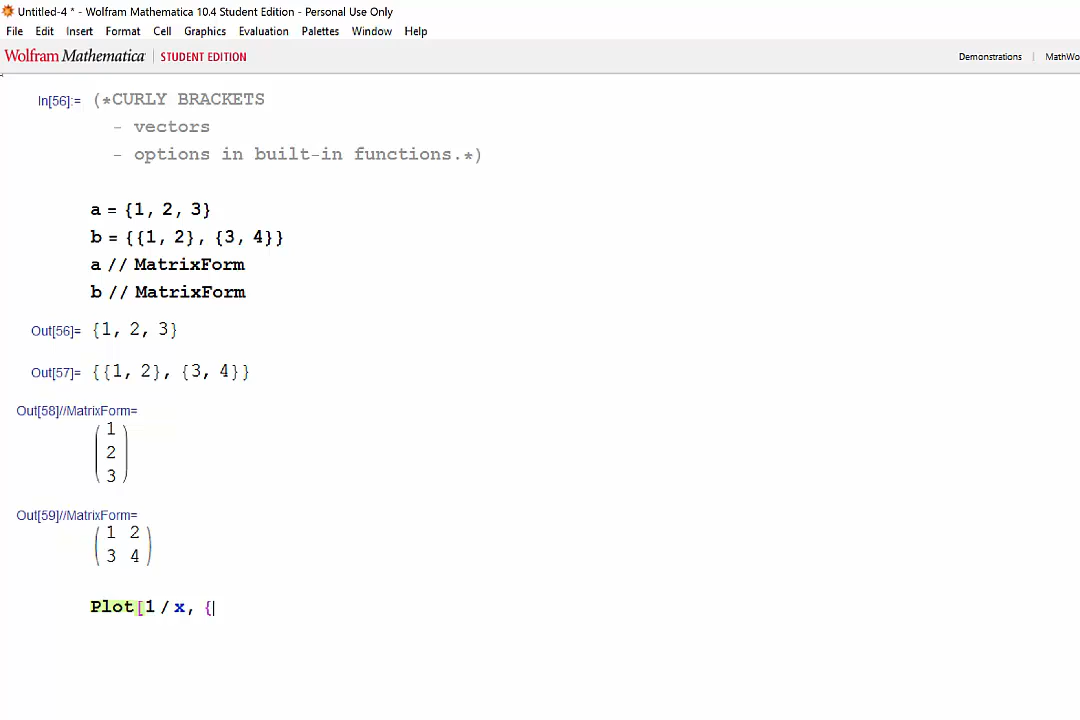 Untitled-4 * - Wolfram Mathematica 10.4 Student Edition - Personal Use Only
File Edit Insert Format Cell Graphics Evaluation Palettes Window Help
Wolfram Mathematica | STUDENT EDITION Demonstrations | MathWo
In[56]:= (*CURLY BRACKETS
- vectors
- options in built-in functions.*)
a = {1, 2, 3}
b = {{1, 2}, {3, 4}}
a // MatrixForm
b // MatrixForm
Out[56]= {1, 2, 3}
Out[57]= {{1, 2}, {3, 4}}
Out[58]//MatrixForm=
1
2
3
Out[59]//MatrixForm=
1 2
3 4
Plot[1 / x, {